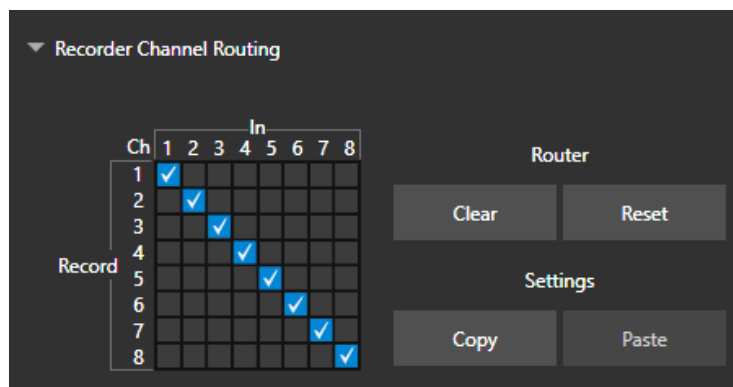 Recorder Channel Routing
In
Ch 1 2 3 4 5 6 7 8
Router
1
2
Clear Reset
3
4
Record
5
Settings
6
7
Copy Paste
8